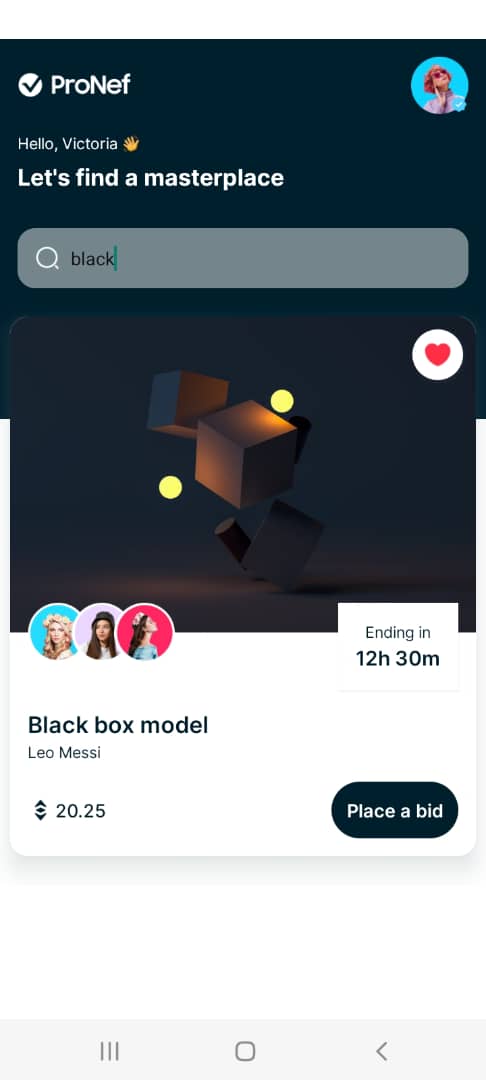 ProNef
Hello, Victoria 👋
Let's find a masterplace
black
Ending in
12h 30m
Black box model
Leo Messi
20.25
Place a bid